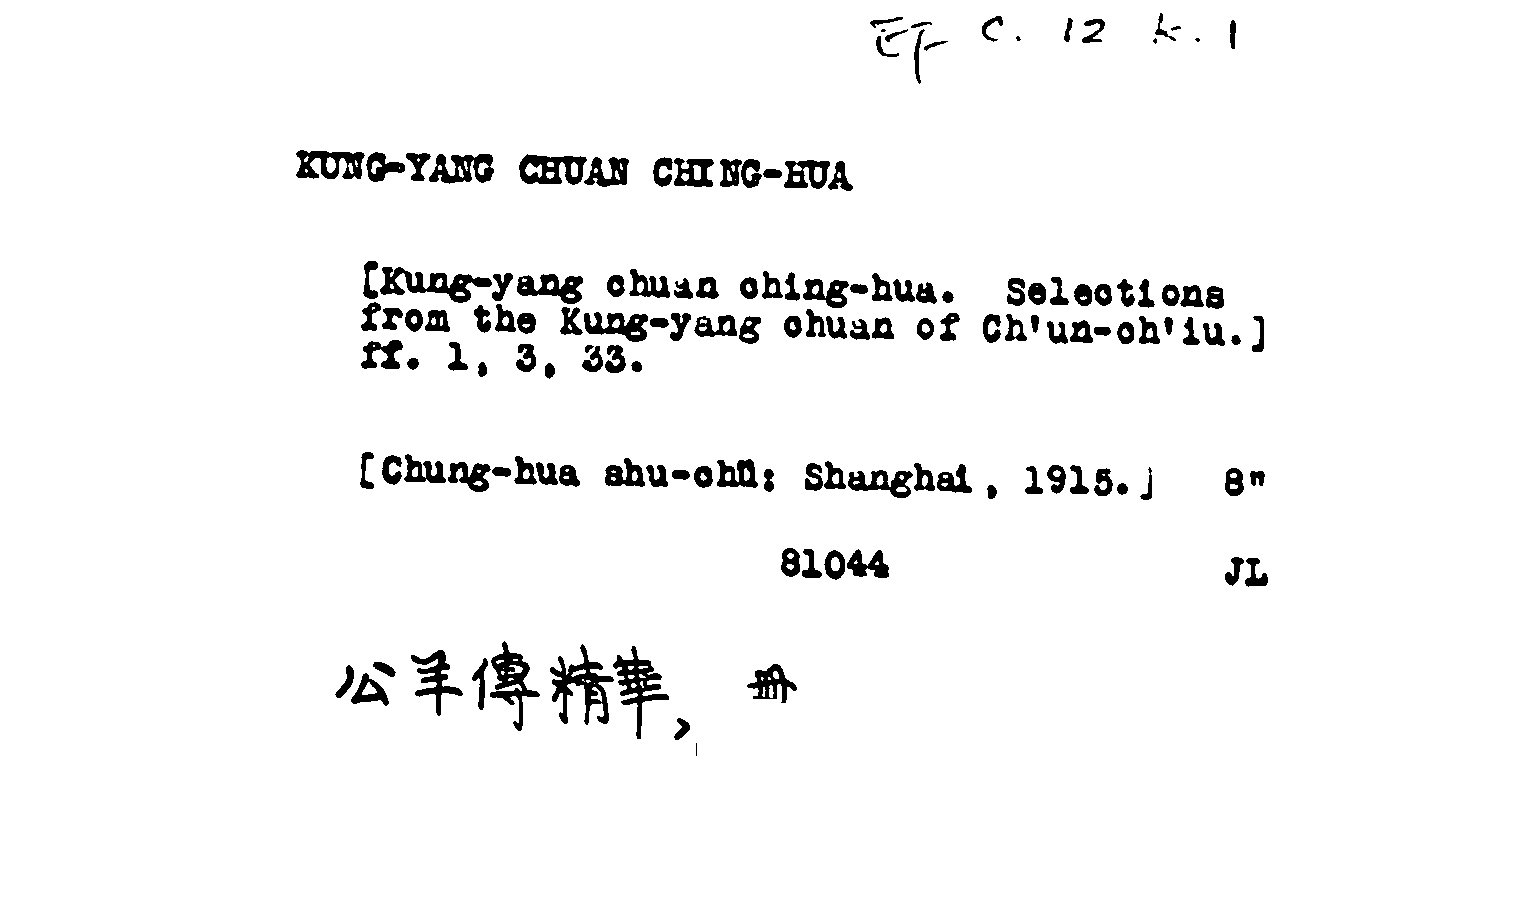 EF C. 12 K. 1
KUNG-YANG CHUAN CHING-HUA
[Kung-yang chuan ching-hua. Selections
from the Kung-yang chuan of Ch'un-ch'iu.]
ff. 1, 3, 33.
[Chung-hua shu-chü: Shanghai, 1915.] 8"
81044 JL
公羊傳精華, 冊